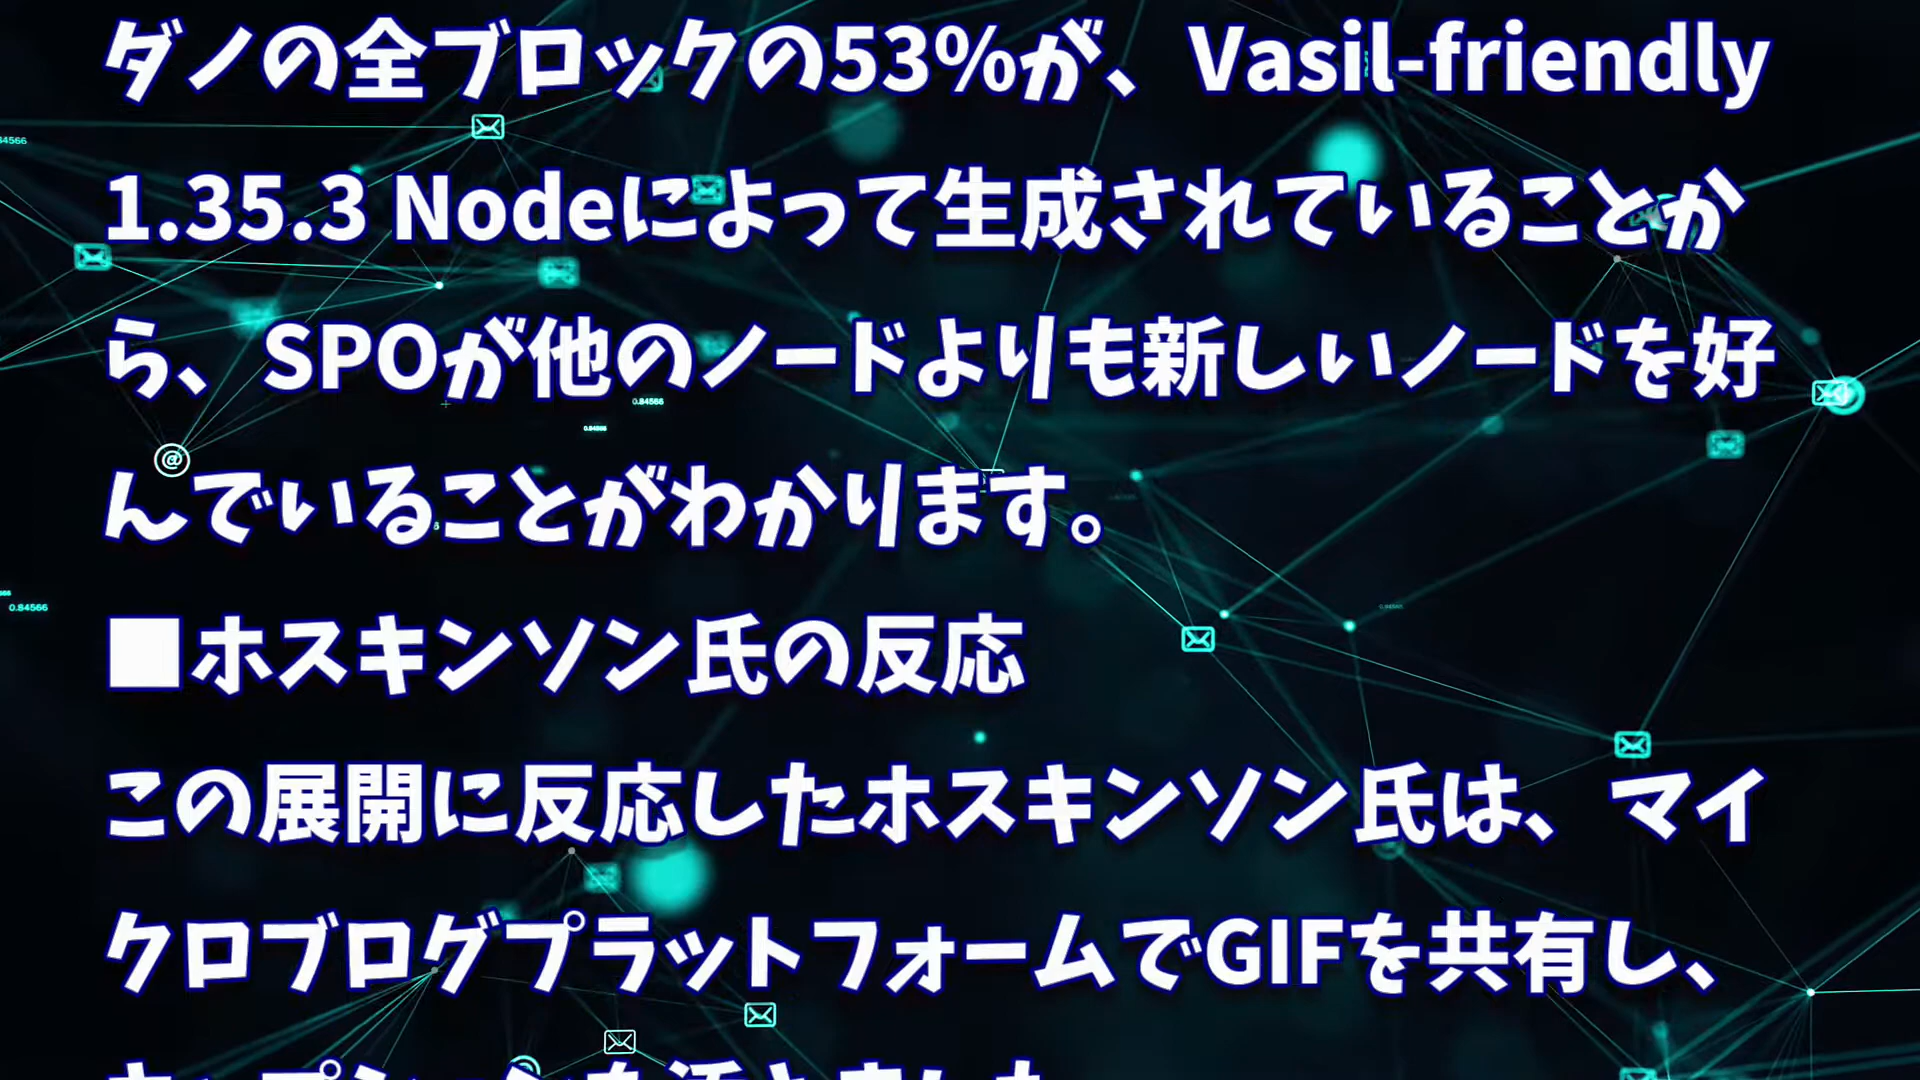 ダノの全ブロックの53%が、Vasil-friendly
1.35.3 Nodeによって生成されていることか
ら、SPOが他のノードよりも新しいノードを好
んでいることがわかります。
■ホスキンソン氏の反応
この展開に反応したホスキンソン氏は、マイ
クロブログプラットフォームでGIFを共有し、
0.84566
0.84566
0.84566